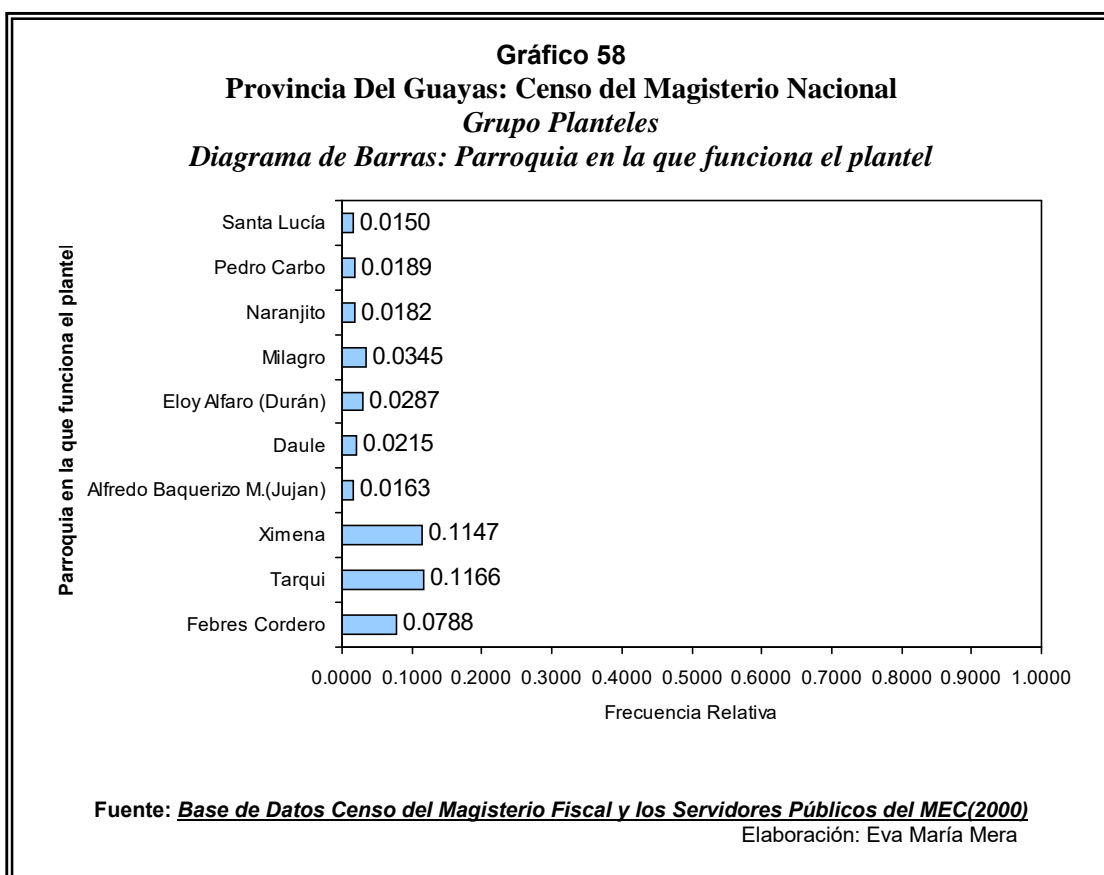 Gráfico 58
Provincia Del Guayas: Censo del Magisterio Nacional
Grupo Planteles
Diagrama de Barras: Parroquia en la que funciona el plantel
Parroquia en la que funciona el plantel
Santa Lucía 0.0150
Pedro Carbo 0.0189
Naranjito 0.0182
Milagro 0.0345
Eloy Alfaro (Durán) 0.0287
Daule 0.0215
Alfredo Baquerizo M.(Jujan) 0.0163
Ximena 0.1147
Tarqui 0.1166
Febres Cordero 0.0788
0.0000 0.1000 0.2000 0.3000 0.4000 0.5000 0.6000 0.7000 0.8000 0.9000 1.0000
Frecuencia Relativa
Fuente: Base de Datos Censo del Magisterio Fiscal y los Servidores Públicos del MEC(2000)
Elaboración: Eva María Mera